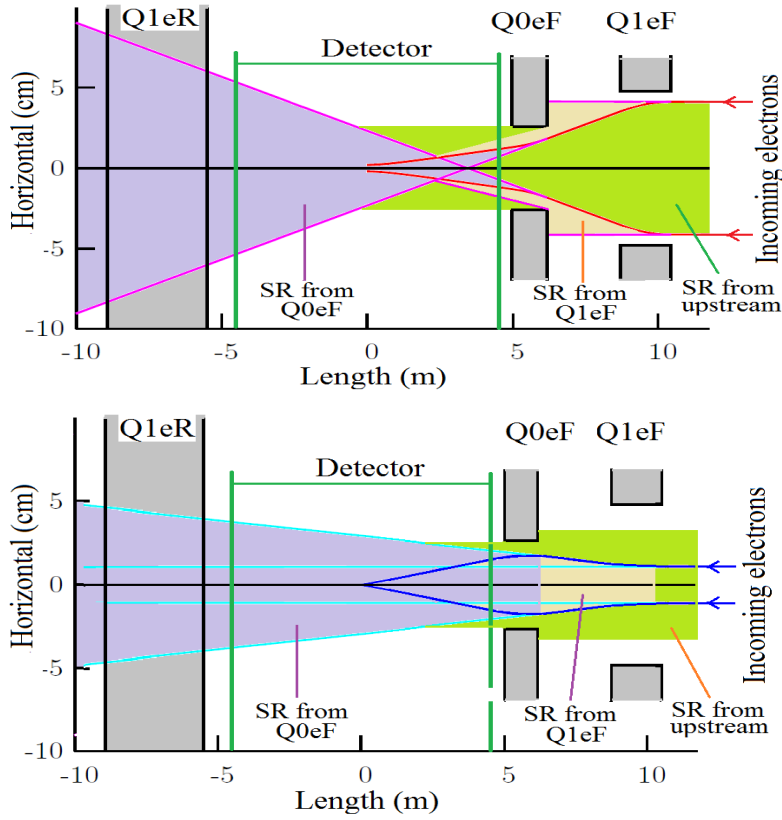 Q1eR
Q0eF
Q1eF
Detector
Horizontal (cm)
5
0
-5
-10
SR from
Q0eF
SR from
Q1eF
SR from
upstream
Incoming electrons
-10
-5
0
5
10
Length (m)
Q1eR
Q0eF
Q1eF
Detector
Horizontal (cm)
5
0
-5
-10
SR from
Q0eF
SR from
Q1eF
SR from
upstream
Incoming electrons
-10
-5
0
5
10
Length (m)